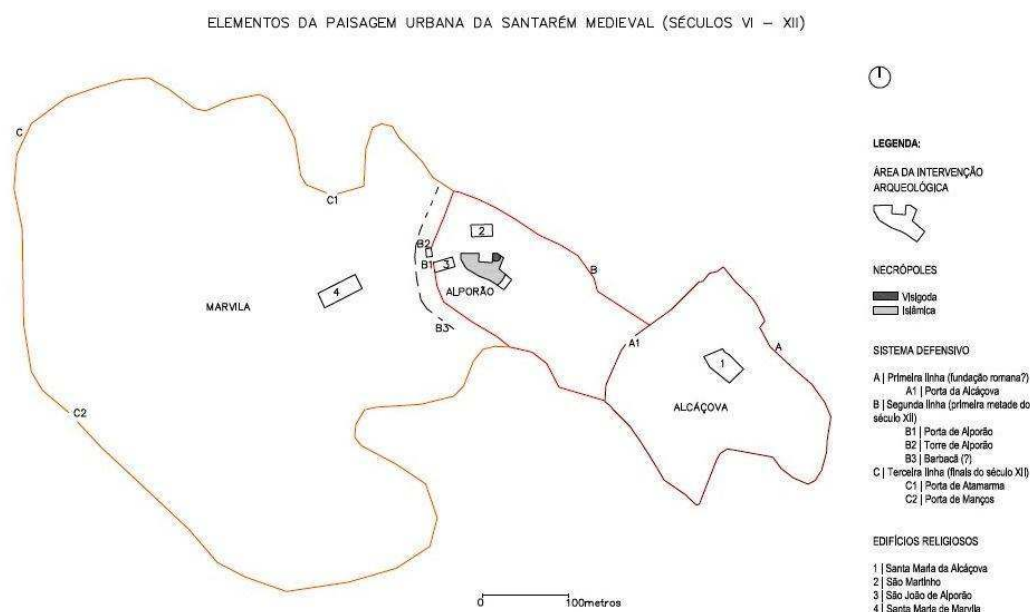 ELEMENTOS DA PAISAGEM URBANA DA SANTARÉM MEDIEVAL (SÉCULOS VI – XII)
C
C1
B2
2
B1
3
B
4
ALPORÃO
MARVILA
B3
A1
A
1
ALCÁÇOVA
C2
0 100metros
LEGENDA:
ÁREA DA INTERVENÇÃO
ARQUEOLÓGICA
NECRÓPOLES
Visigoda
Islâmica
SISTEMA DEFENSIVO
A | Primeira linha (fundação romana?)
A1 | Porta da Alcáçova
B | Segunda linha (primeira metade do
século XII)
B1 | Porta de Alporão
B2 | Torre de Alporão
B3 | Barbacã (?)
C | Terceira linha (finais do século XII)
C1 | Porta de Atamarma
C2 | Porta de Manços
EDIFÍCIOS RELIGIOSOS
1 | Santa Maria da Alcáçova
2 | São Martinho
3 | São João de Alporão
4 | Santa Maria de Marvila